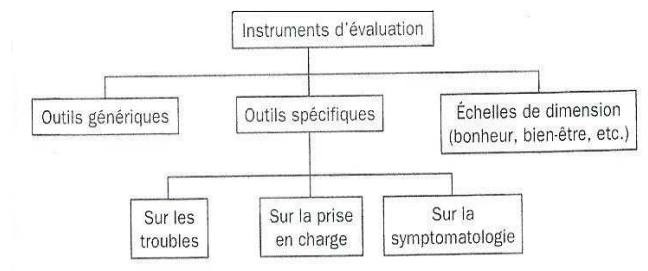 Instruments d'évaluation
Outils génériques
Outils spécifiques
Échelles de dimension
(bonheur, bien-être, etc.)
Sur les
troubles
Sur la prise
en charge
Sur la
symptomatologie